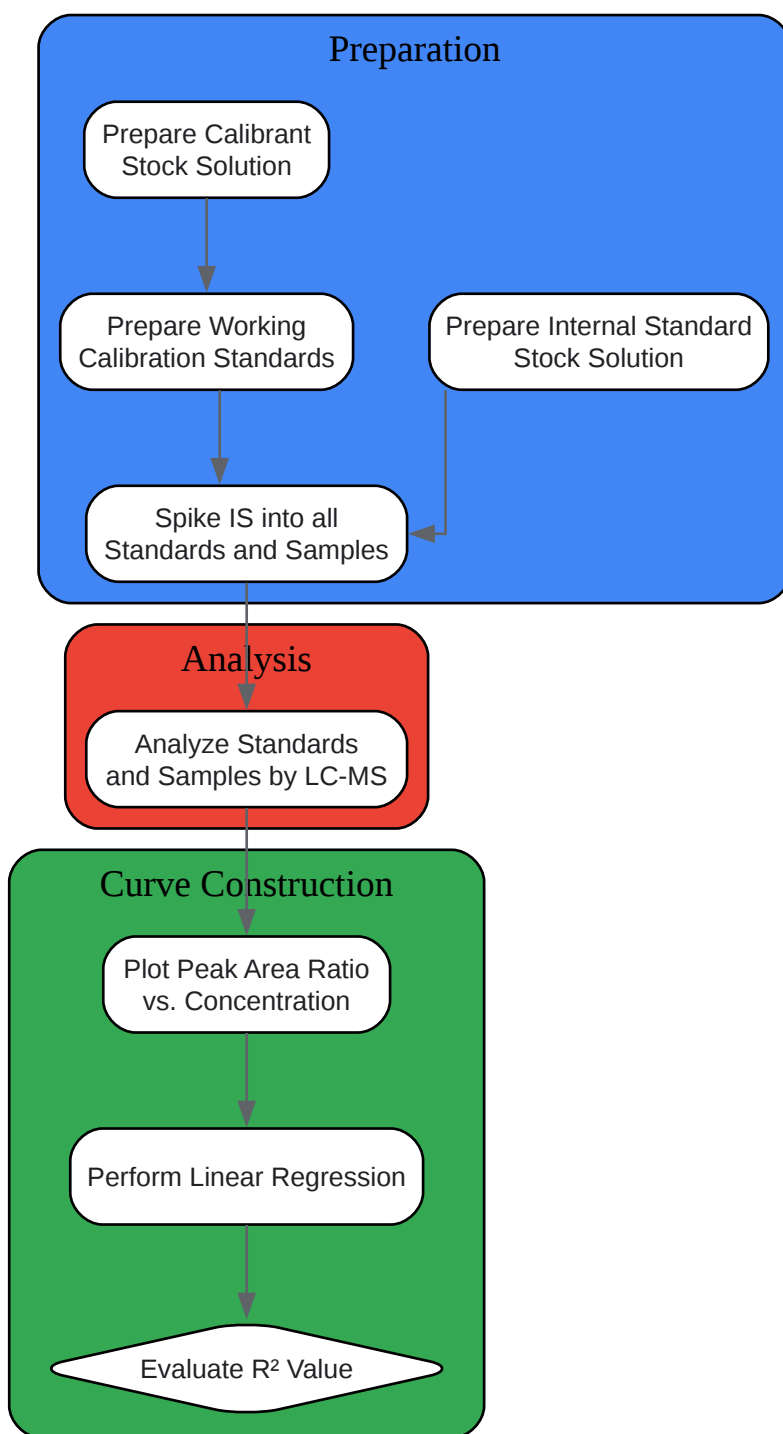 Preparation
Prepare Calibrant
Stock Solution
Prepare Working
Calibration Standards
Prepare Internal Standard
Stock Solution
Spike IS into all
Standards and Samples
Analysis
Analyze Standards
and Samples by LC-MS
Curve Construction
Plot Peak Area Ratio
vs. Concentration
Perform Linear Regression
Evaluate R² Value